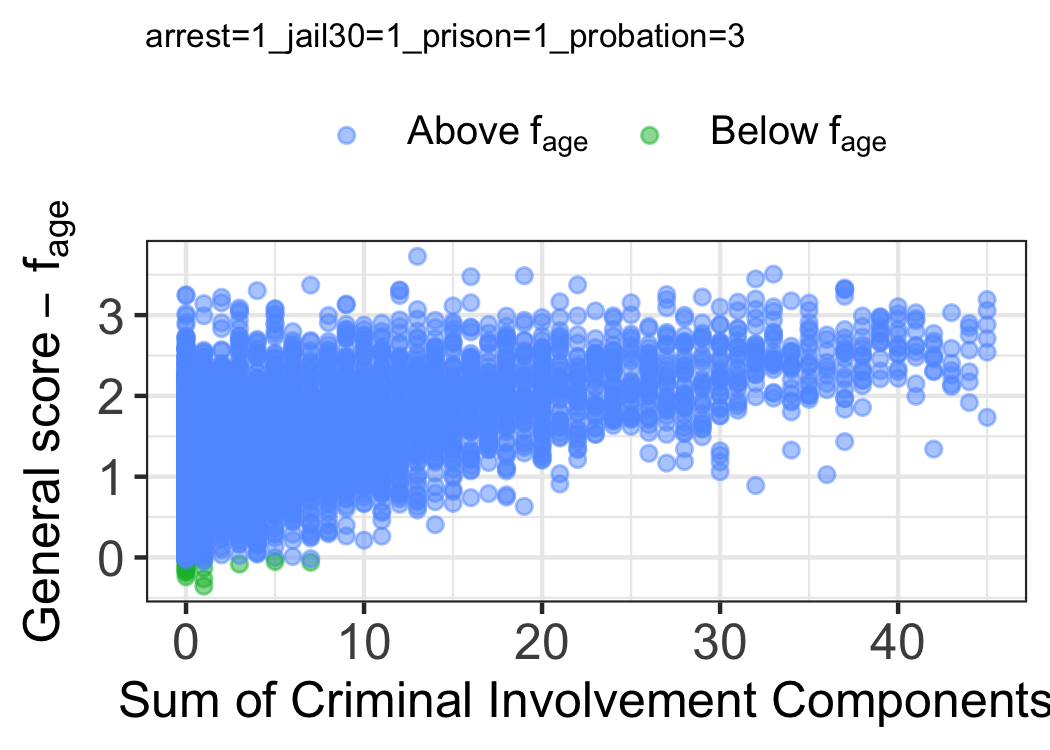 arrest=1_jail30=1_prison=1_probation=3
Above fage
Below fage
General score − fage
3
2
1
0
0
10
20
30
40
Sum of Criminal Involvement Components